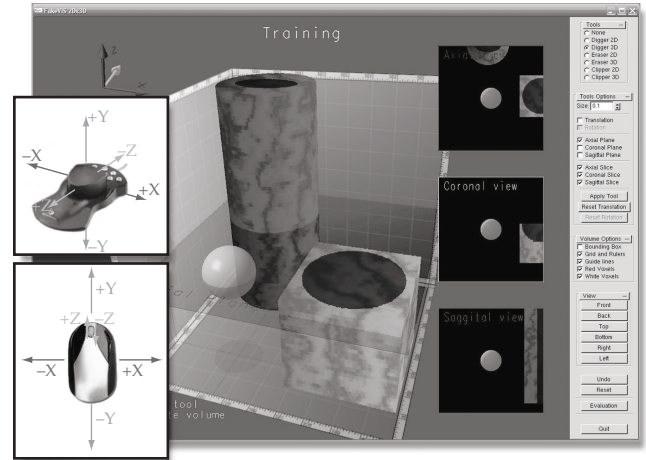 FakeViS 2Dx3D
Training
Z
X
Axial
Coronal view
Saggital view
+Y
-Z
-X
+X
+Z
-Y
+Y
+Z
-Z
-X
+X
-Y
tool
volume
Tools
None
Digger 2D
Digger 3D
Eraser 2D
Eraser 3D
Clipper 2D
Clipper 3D
Tools Options
Size 0.1
Translation
Rotation
Axial Plane
Coronal Plane
Sagittal Plane
Axial Slice
Coronal Slice
Sagittal Slice
Apply Tool
Reset Translation
Reset Rotation
Volume Options
Bounding Box
Grid and Rulers
Guide lines
Red Voxels
White Voxels
View
Front
Back
Top
Bottom
Right
Left
Undo
Reset
Evaluation
Quit